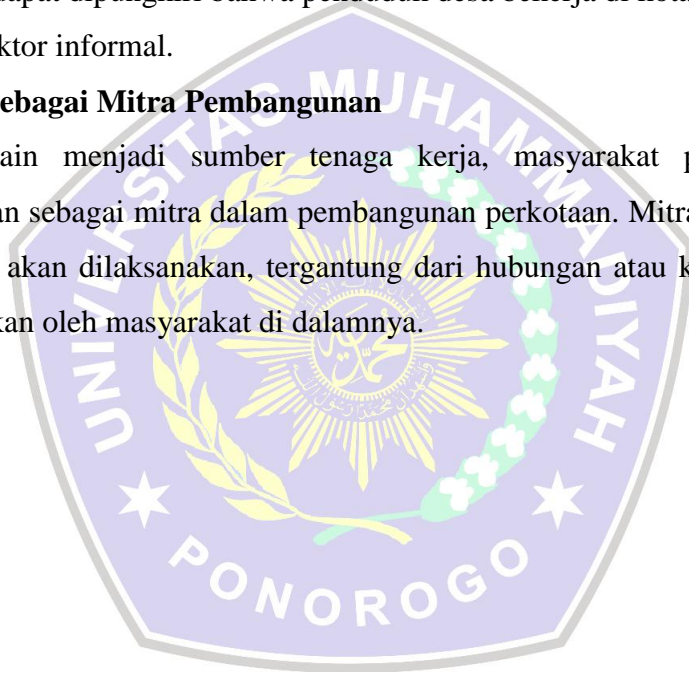 dapat dipungkiri bahwa penduduk desa bekerja di kota
ktor informal.
ebagai Mitra Pembangunan
ain menjadi sumber tenaga kerja, masyarakat p
an sebagai mitra dalam pembangunan perkotaan. Mitra
akan dilaksanakan, tergantung dari hubungan atau k
kan oleh masyarakat di dalamnya.
UNIVERSITAS MUHAMMADIYAH
PONOROGO